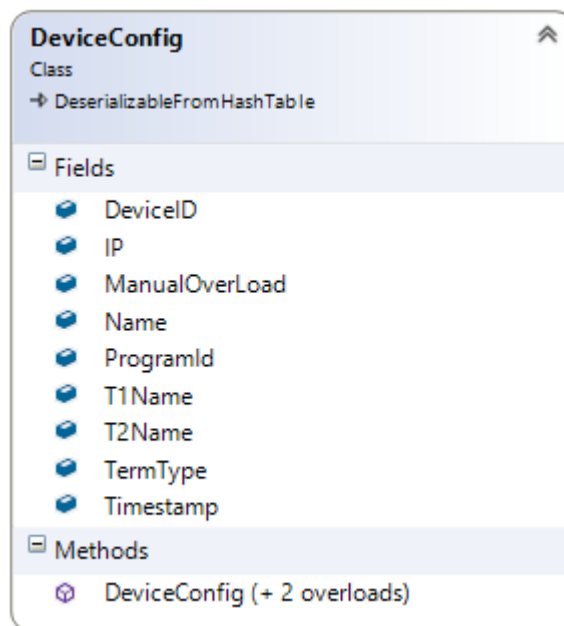 DeviceConfig
Class
DeserializableFromHashTable
Fields
DeviceID
IP
ManualOverLoad
Name
ProgramId
T1Name
T2Name
TermType
Timestamp
Methods
DeviceConfig (+ 2 overloads)